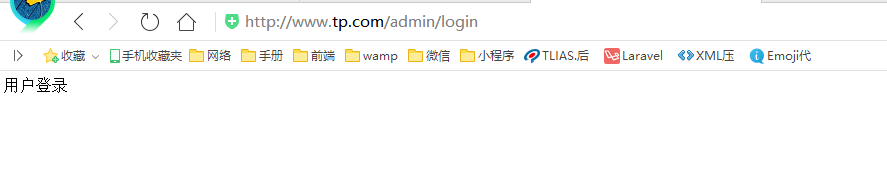 http://www.tp.com/admin/login
收藏 手机收藏夹 网络 手册 前端 wamp 微信 小程序 TLIAS.后 Laravel XML压 Emoji代
用户登录